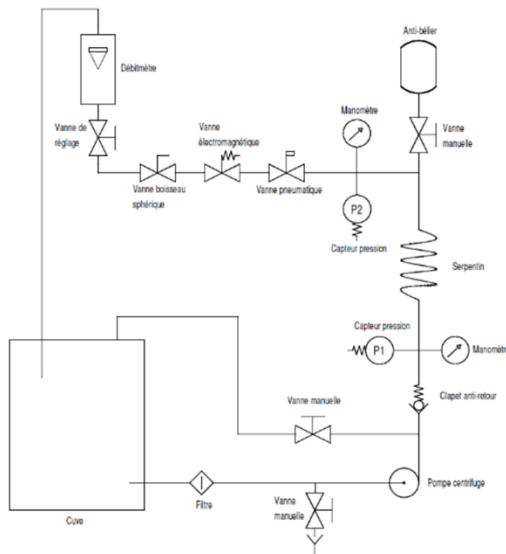 Anti-bélier
Débitmètre
Manomètre
Vanne de
réglage
Vanne
électromagnétique
Vanne
manuelle
Vanne boisseau
sphérique
Vanne pneumatique
P2
Capteur pression
Serpentin
Capteur pression
P1
Manomètr
Clapet anti-retour
Vanne manuelle
Pompe centrifuge
Filtre
Vanne
manuelle
Cuve